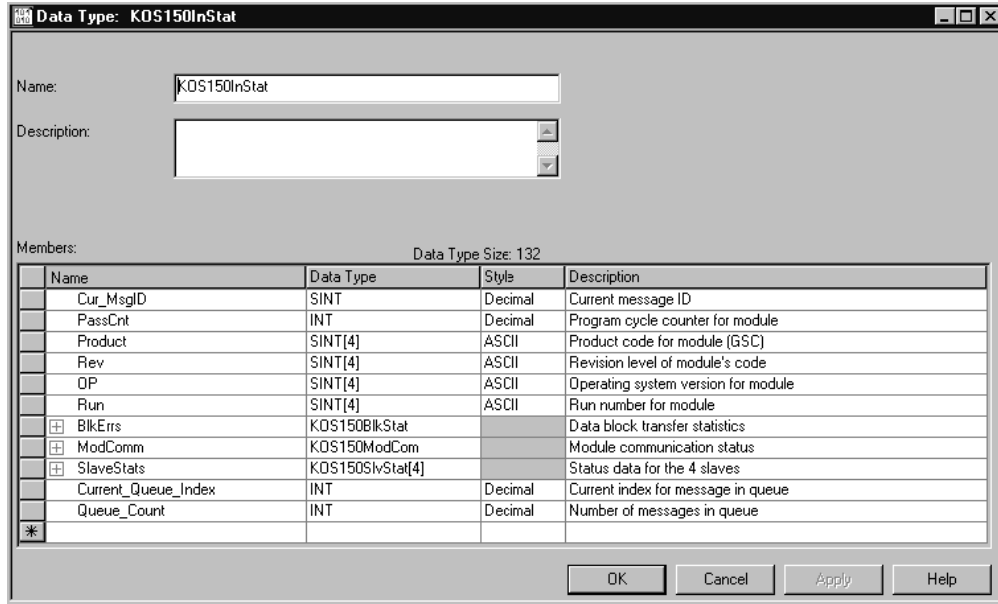 Data Type: KOS150InStat
Name: KOS150InStat
Description:
Members: Data Type Size: 132
Name Data Type Style Description
Cur_MsgID SINT Decimal Current message ID
PassCnt INT Decimal Program cycle counter for module
Product SINT[4] ASCII Product code for module (GSC)
Rev SINT[4] ASCII Revision level of module's code
OP SINT[4] ASCII Operating system version for module
Run SINT[4] ASCII Run number for module
BlkErrs KOS150BlkStat Data block transfer statistics
ModComm KOS150ModCom Module communication status
SlaveStats KOS150SlvStat[4] Status data for the 4 slaves
Current_Queue_Index INT Decimal Current index for message in queue
Queue_Count INT Decimal Number of messages in queue
OK Cancel Apply Help